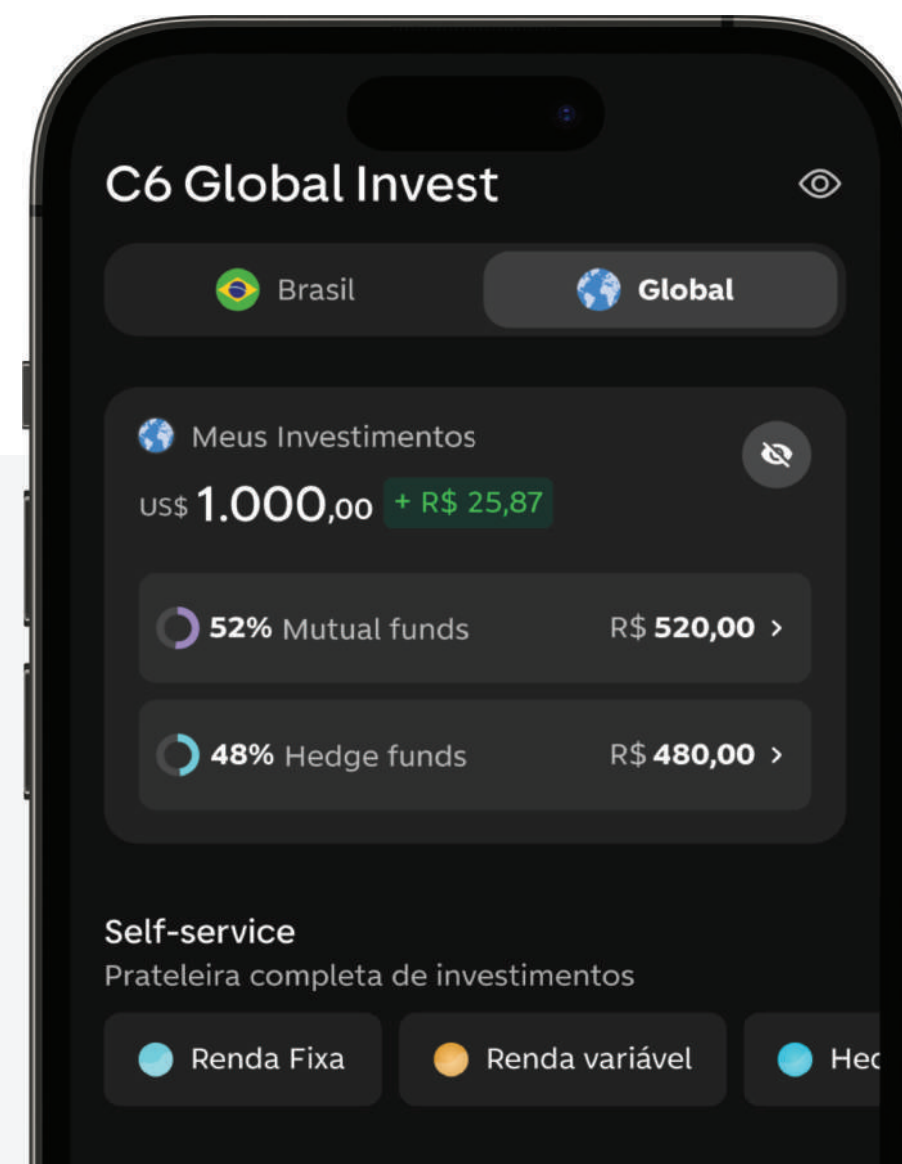 C6 Global Invest
Brasil
Global
Meus Investimentos
US$ 1.000,00 + R$ 25,87
52% Mutual funds R$ 520,00 >
48% Hedge funds R$ 480,00 >
Self-service
Prateleira completa de investimentos
Renda Fixa
Renda variável